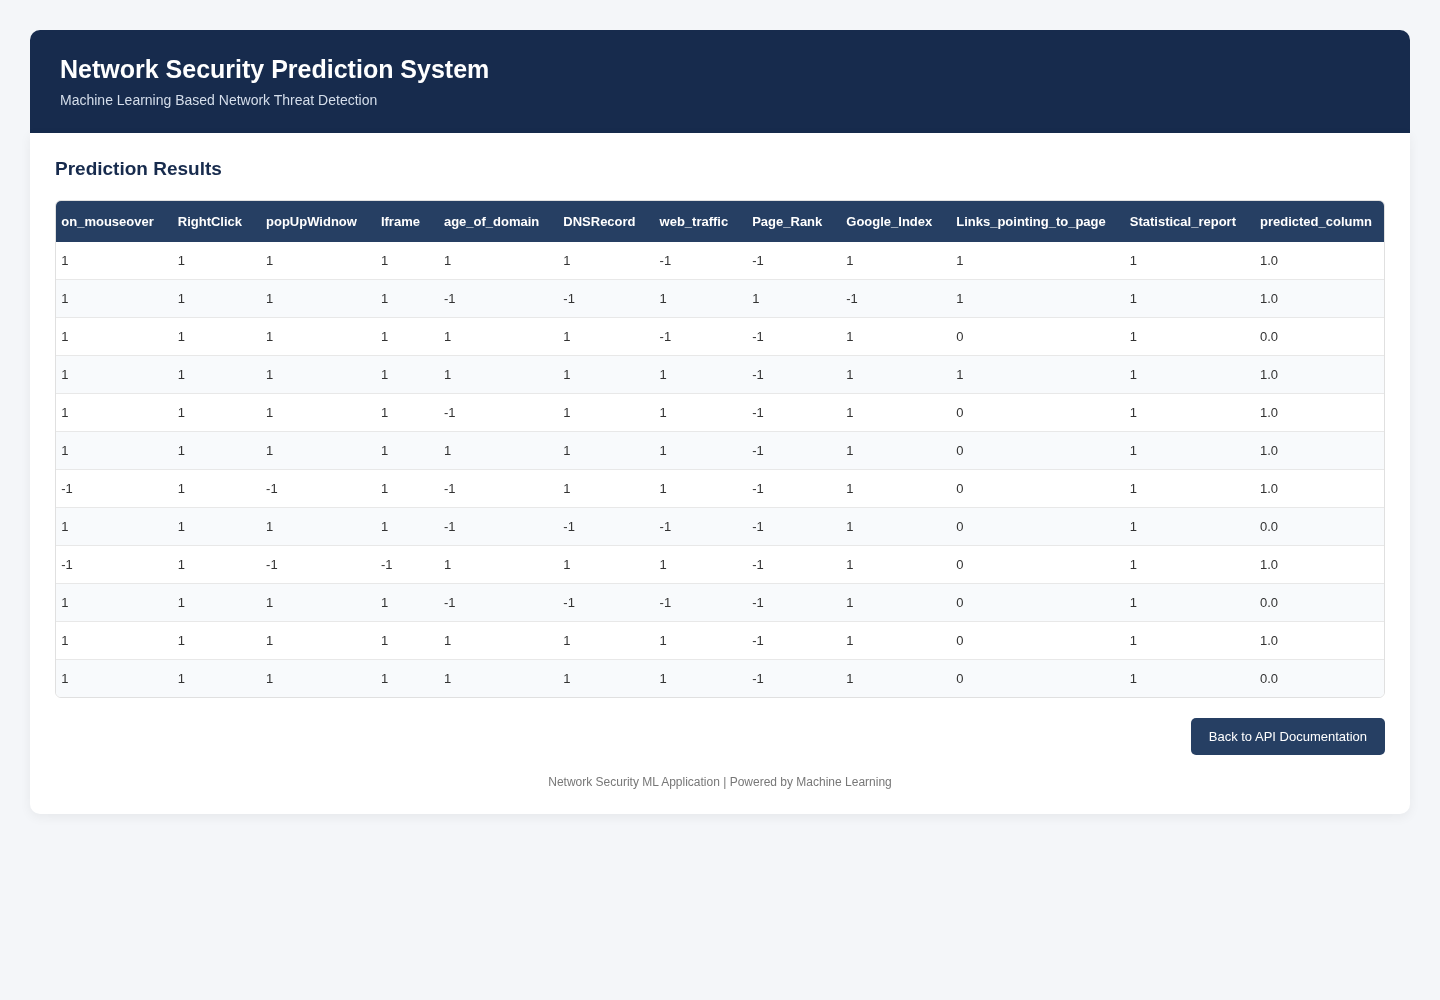 Network Security Prediction System
Machine Learning Based Network Threat Detection
Prediction Results
on_mouseover RightClick popUpWidnow Iframe age_of_domain DNSRecord web_traffic Page_Rank Google_Index Links_pointing_to_page Statistical_report predicted_column
1 1 1 1 1 1 -1 -1 1 1 1 1.0
1 1 1 1 -1 -1 1 1 -1 1 1 1.0
1 1 1 1 1 1 -1 -1 1 0 1 0.0
1 1 1 1 1 1 1 -1 1 1 1 1.0
1 1 1 1 -1 1 1 -1 1 0 1 1.0
1 1 1 1 1 1 1 -1 1 0 1 1.0
-1 1 -1 1 -1 1 1 -1 1 0 1 1.0
1 1 1 1 -1 -1 -1 -1 1 0 1 0.0
-1 1 -1 -1 1 1 1 -1 1 0 1 1.0
1 1 1 1 -1 -1 -1 -1 1 0 1 0.0
1 1 1 1 1 1 1 -1 1 0 1 1.0
1 1 1 1 1 1 1 -1 1 0 1 0.0
Back to API Documentation
Network Security ML Application | Powered by Machine Learning